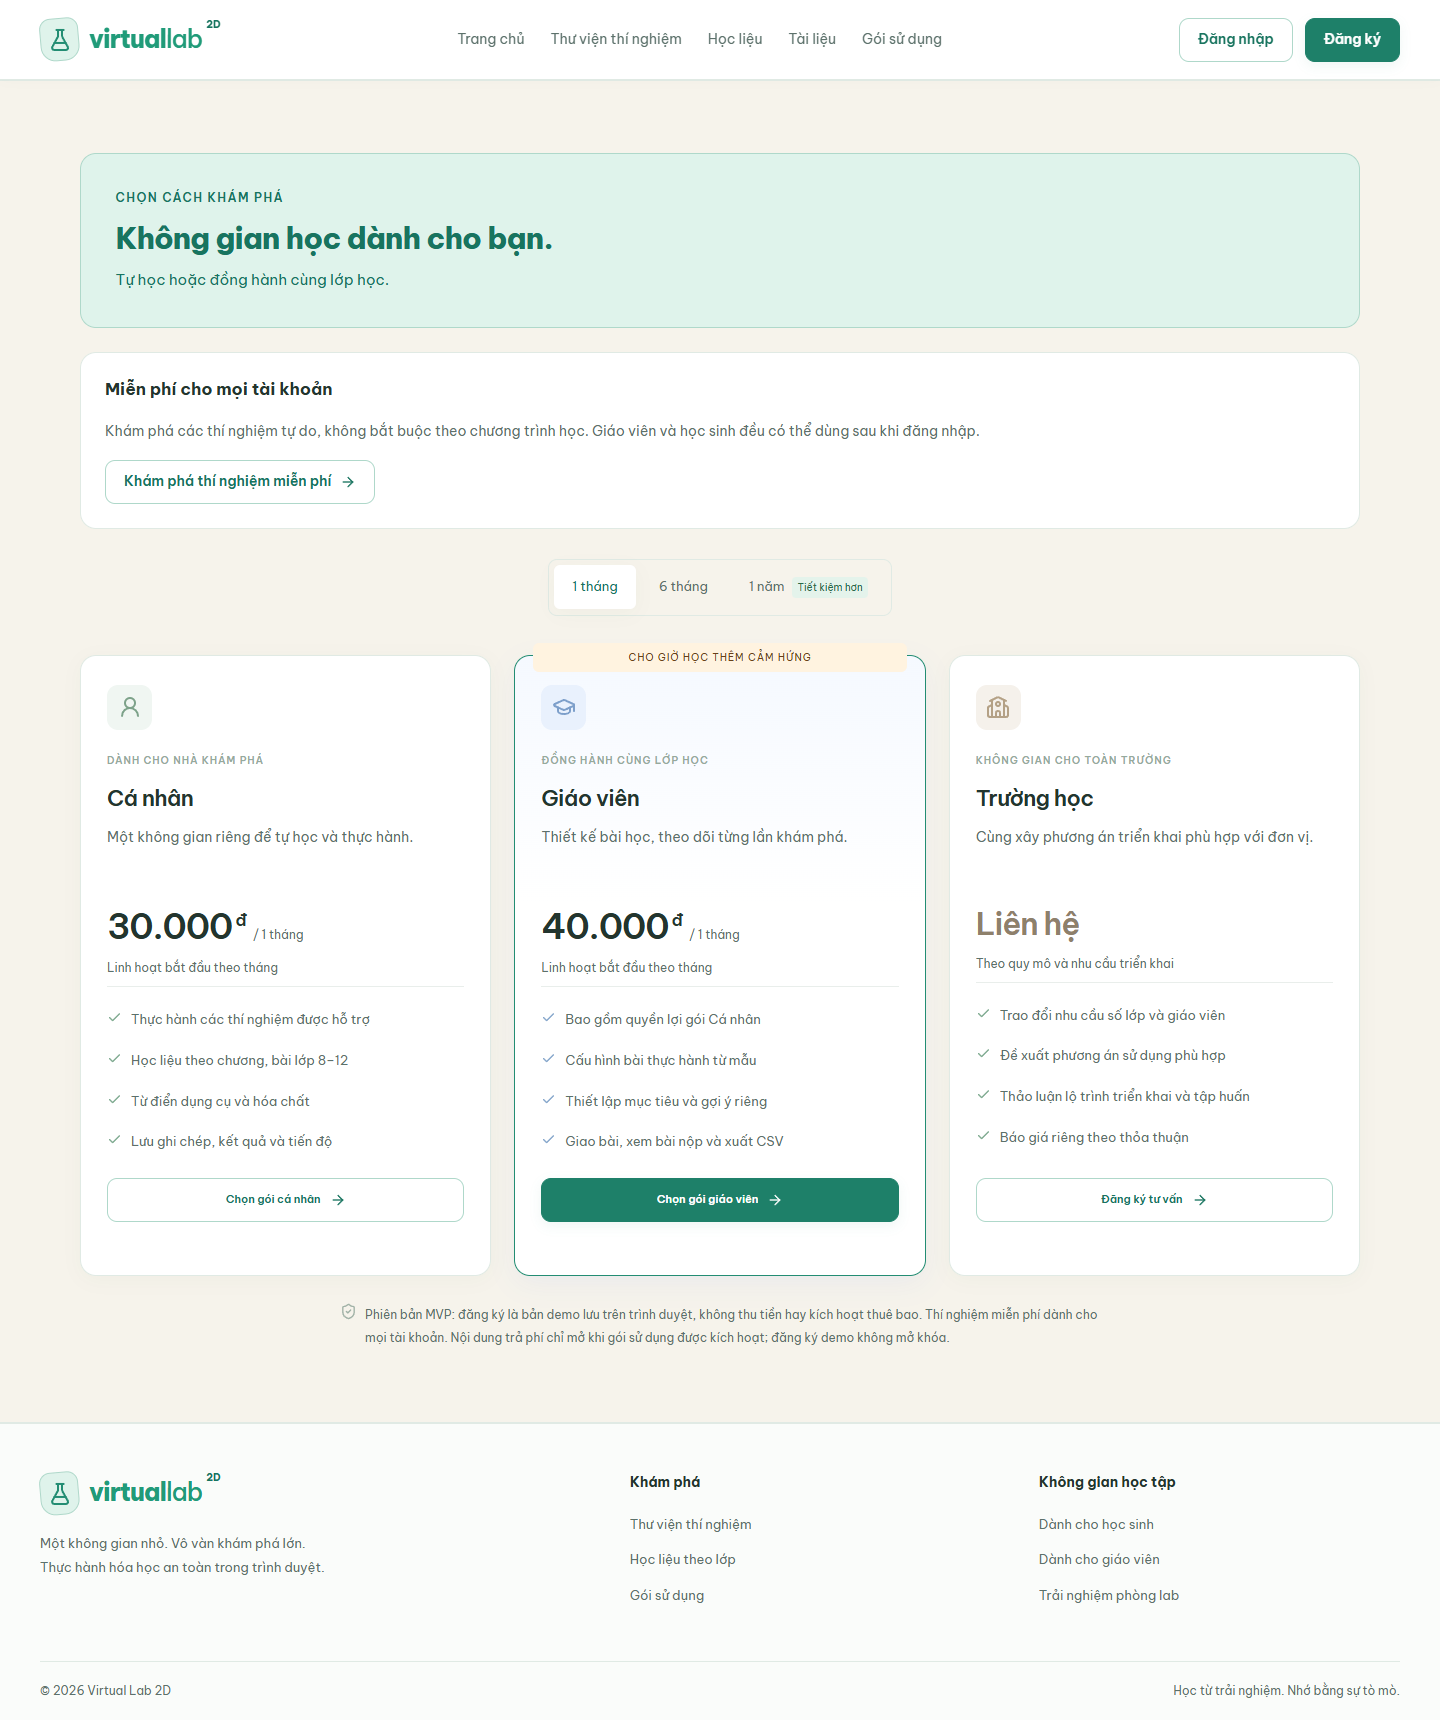 virtuallab 2D
Trang chủ
Thư viện thí nghiệm
Học liệu
Tài liệu
Gói sử dụng
Đăng nhập
Đăng ký
CHỌN CÁCH KHÁM PHÁ
Không gian học dành cho bạn.
Tự học hoặc đồng hành cùng lớp học.
Miễn phí cho mọi tài khoản
Khám phá các thí nghiệm tự do, không bắt buộc theo chương trình học. Giáo viên và học sinh đều có thể dùng sau khi đăng nhập.
Khám phá thí nghiệm miễn phí
1 tháng
6 tháng
1 năm
Tiết kiệm hơn
DÀNH CHO NHÀ KHÁM PHÁ
Cá nhân
Một không gian riêng để tự học và thực hành.
30.000đ / 1 tháng
Linh hoạt bắt đầu theo tháng
Thực hành các thí nghiệm được hỗ trợ
Học liệu theo chương, bài lớp 8–12
Từ điển dụng cụ và hóa chất
Lưu ghi chép, kết quả và tiến độ
Chọn gói cá nhân
CHO GIỜ HỌC THÊM CẢM HỨNG
ĐỒNG HÀNH CÙNG LỚP HỌC
Giáo viên
Thiết kế bài học, theo dõi từng lần khám phá.
40.000đ / 1 tháng
Linh hoạt bắt đầu theo tháng
Bao gồm quyền lợi gói Cá nhân
Cấu hình bài thực hành từ mẫu
Thiết lập mục tiêu và gợi ý riêng
Giao bài, xem bài nộp và xuất CSV
Chọn gói giáo viên
KHÔNG GIAN CHO TOÀN TRƯỜNG
Trường học
Cùng xây phương án triển khai phù hợp với đơn vị.
Liên hệ
Theo quy mô và nhu cầu triển khai
Trao đổi nhu cầu số lớp và giáo viên
Đề xuất phương án sử dụng phù hợp
Thảo luận lộ trình triển khai và tập huấn
Báo giá riêng theo thỏa thuận
Đăng ký tư vấn
Phiên bản MVP: đăng ký là bản demo lưu trên trình duyệt, không thu tiền hay kích hoạt thuê bao. Thí nghiệm miễn phí dành cho
mọi tài khoản. Nội dung trả phí chỉ mở khi gói sử dụng được kích hoạt; đăng ký demo không mở khóa.
virtuallab 2D
Một không gian nhỏ. Vô vàn khám phá lớn.
Thực hành hóa học an toàn trong trình duyệt.
Khám phá
Thư viện thí nghiệm
Học liệu theo lớp
Gói sử dụng
Không gian học tập
Dành cho học sinh
Dành cho giáo viên
Trải nghiệm phòng lab
© 2026 Virtual Lab 2D
Học từ trải nghiệm. Nhớ bằng sự tò mò.